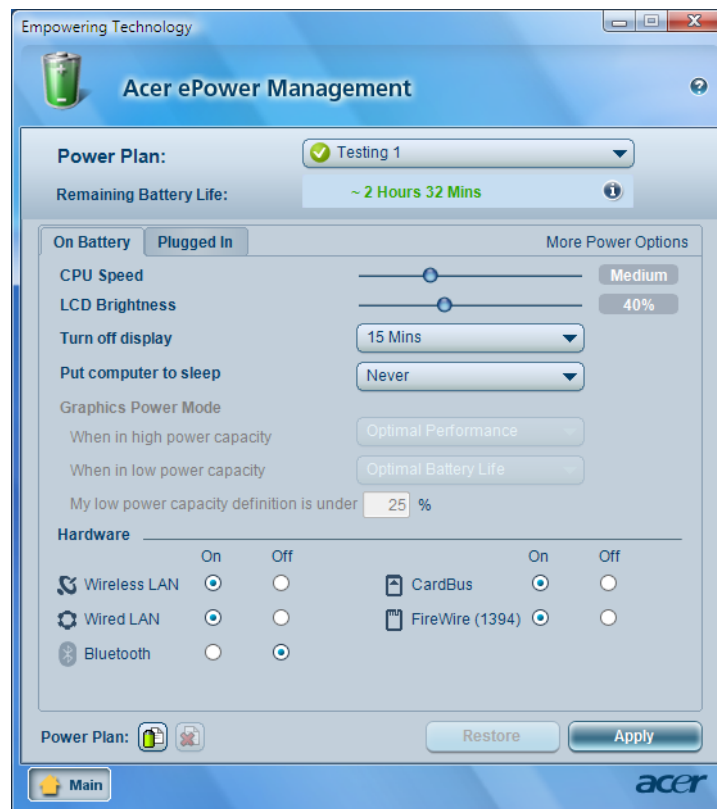 Empowering Technology
Acer ePower Management
Power Plan: Testing 1
Remaining Battery Life: ~ 2 Hours 32 Mins
On Battery Plugged In More Power Options
CPU Speed Medium
LCD Brightness 40%
Turn off display 15 Mins
Put computer to sleep Never
Graphics Power Mode
When in high power capacity Optimal Performance
When in low power capacity Optimal Battery Life
My low power capacity definition is under 25 %
Hardware
On Off On Off
Wireless LAN CardBus
Wired LAN FireWire (1394)
Bluetooth
Power Plan: Restore Apply
Main acer